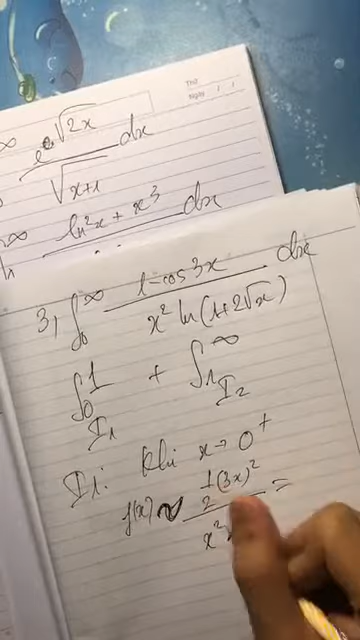 Thứ
Ngày / /
∞ e^√(2x) / √(x+1) dx
∞ ln²x + x³ dx
3, ∫₀^∞ (1-cos3x) / (x² ln(1+2√x)) dx
∫₀¹ + ∫₁^∞
I₁ I₂
I₁: Khi x → 0⁺
f(x) ~ ½(3x)² / x² =